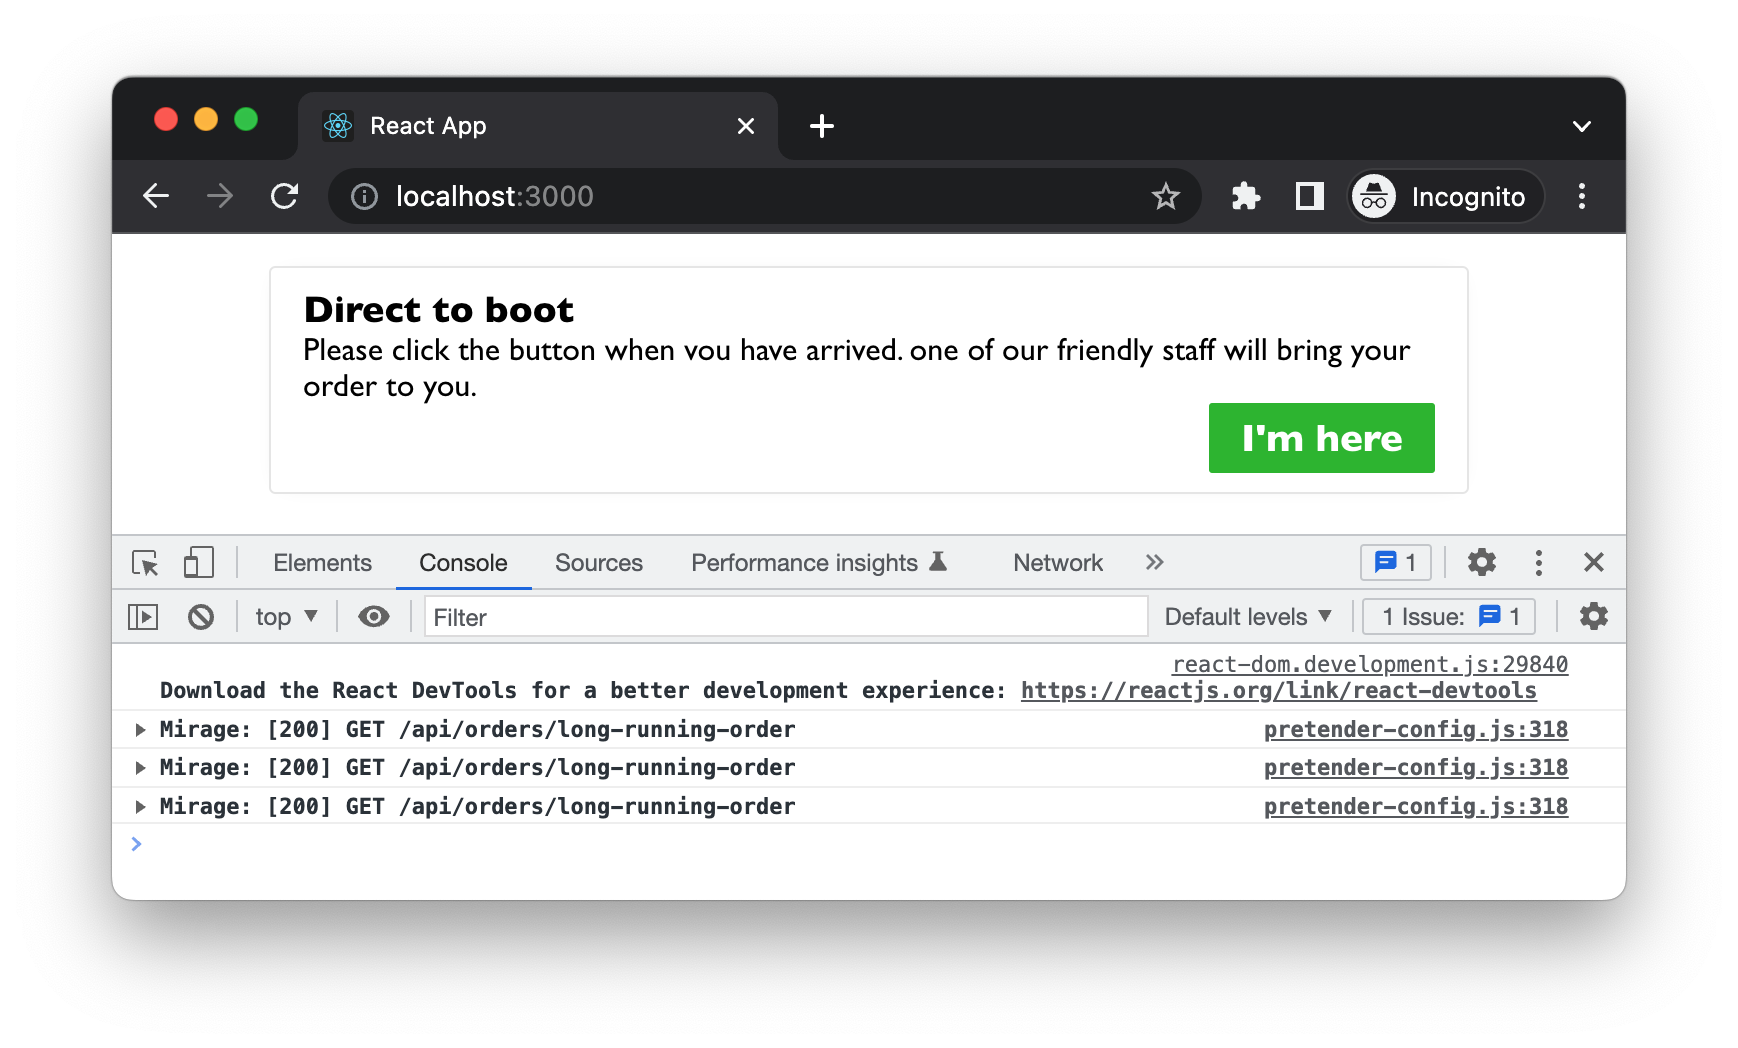 React App
localhost:3000
Incognito
Direct to boot
Please click the button when vou have arrived. one of our friendly staff will bring your
order to you.
I'm here
Elements Console Sources Performance insights Network 1
top Filter Default levels 1 Issue: 1
react-dom.development.js:29840
Download the React DevTools for a better development experience: https://reactjs.org/link/react-devtools
Mirage: [200] GET /api/orders/long-running-order pretender-config.js:318
Mirage: [200] GET /api/orders/long-running-order pretender-config.js:318
Mirage: [200] GET /api/orders/long-running-order pretender-config.js:318